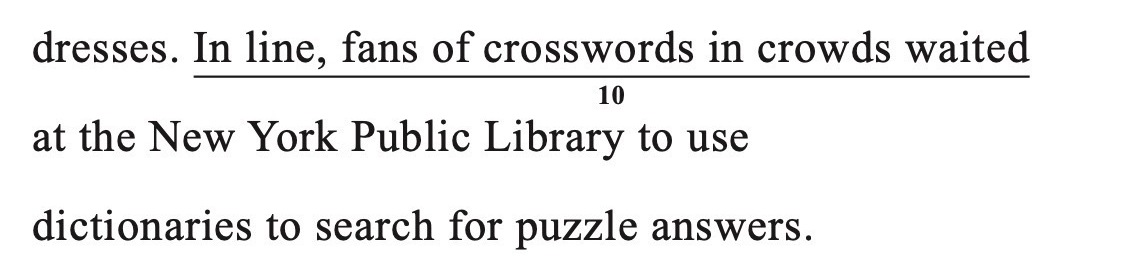 dresses. In line, fans of crosswords in crowds waited
10
at the New York Public Library to use
dictionaries to search for puzzle answers.